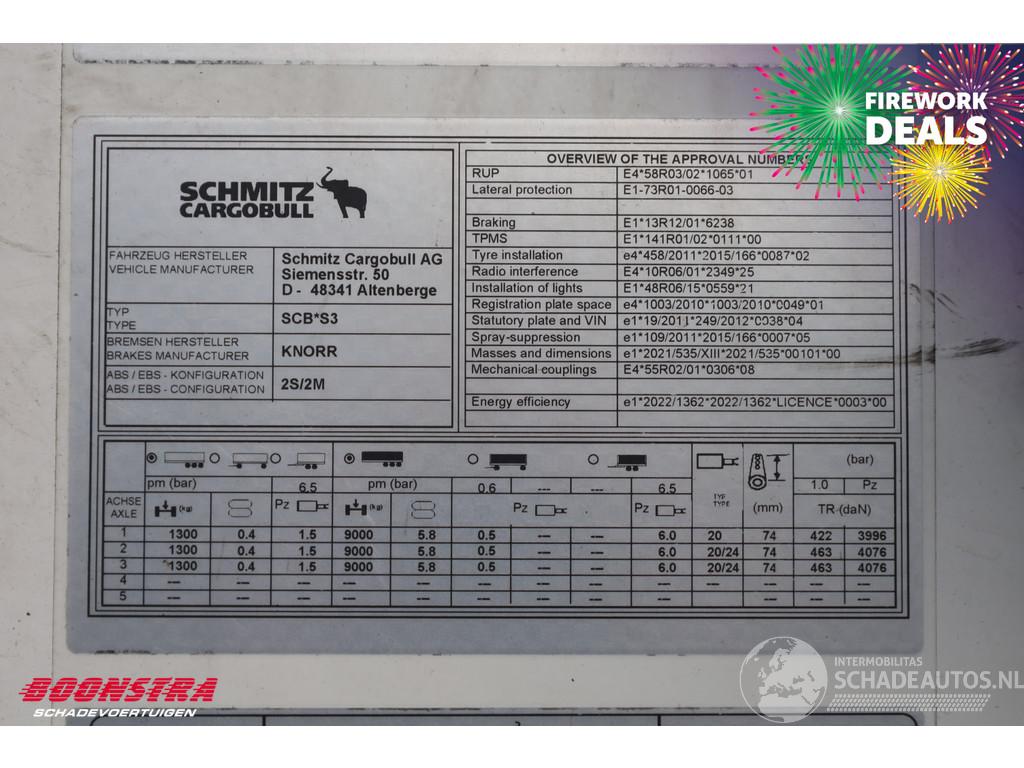 FIREWORK
DEALS
SCHMITZ
CARGOBULL
FAHRZEUG HERSTELLER
VEHICLE MANUFACTURER
Schmitz Cargobull AG
Siemensstr. 50
D - 48341 Altenberge
TYP
TYPE
SCB*S3
BREMSEN HERSTELLER
BRAKES MANUFACTURER
KNORR
ABS / EBS - KONFIGURATION
ABS / EBS - CONFIGURATION
2S/2M
OVERVIEW OF THE APPROVAL NUMBERS
RUP E4*58R03/02*1065*01
Lateral protection E1-73R01-0066-03
Braking E1*13R12/01*6238
TPMS E1*141R01/02*0111*00
Tyre installation e4*458/2011*2015/166*0087*02
Radio interference E4*10R06/01*2349*25
Installation of lights E1*48R06/15*0559*21
Registration plate space e4*1003/2010*1003/2010*0049*01
Statutory plate and VIN e1*19/2011*249/2012*0038*04
Spray-suppression e1*109/2011*2015/166*0007*05
Masses and dimensions e1*2021/535/XIII*2021/535*00101*00
Mechanical couplings E4*55R02/01*0306*08
Energy efficiency e1*2022/1362*2022/1362*LICENCE*0003*00
(bar)
pm (bar) 6.5 pm (bar) 0.6 --- --- 6.5 1.0 Pz
ACHSE
AXLE
(kg) Pz (kg) Pz Pz TYP
TYPE
(mm) TR (daN)
1 1300 0.4 1.5 9000 5.8 0.5 --- --- 6.0 20 74 422 3996
2 1300 0.4 1.5 9000 5.8 0.5 --- --- 6.0 20/24 74 463 4076
3 1300 0.4 1.5 9000 5.8 0.5 --- --- 6.0 20/24 74 463 4076
4 --- --- --- --- --- --- --- --- --- --- --- --- ---
5 --- --- --- --- --- --- --- --- --- --- --- --- ---
BOONSTRA
SCHADEVOERTUIGEN
INTERMOBILITAS
SCHADEAUTOS.NL